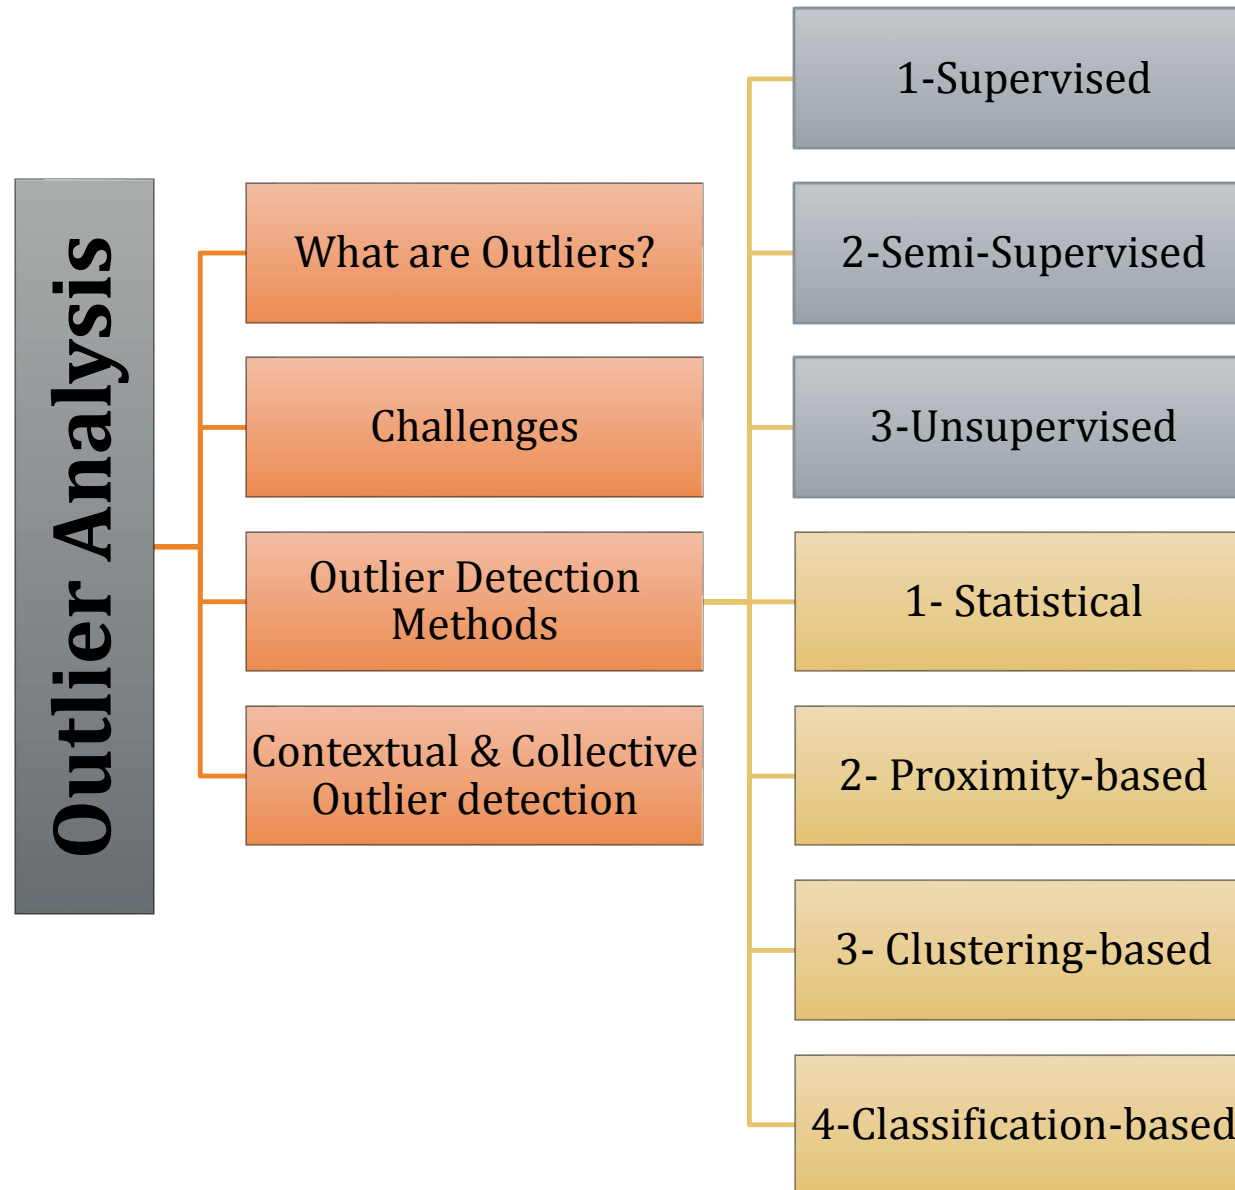 Outlier Analysis
What are Outliers?
Challenges
Outlier Detection
Methods
Contextual & Collective
Outlier detection
1-Supervised
2-Semi-Supervised
3-Unsupervised
1- Statistical
2- Proximity-based
3- Clustering-based
4-Classification-based